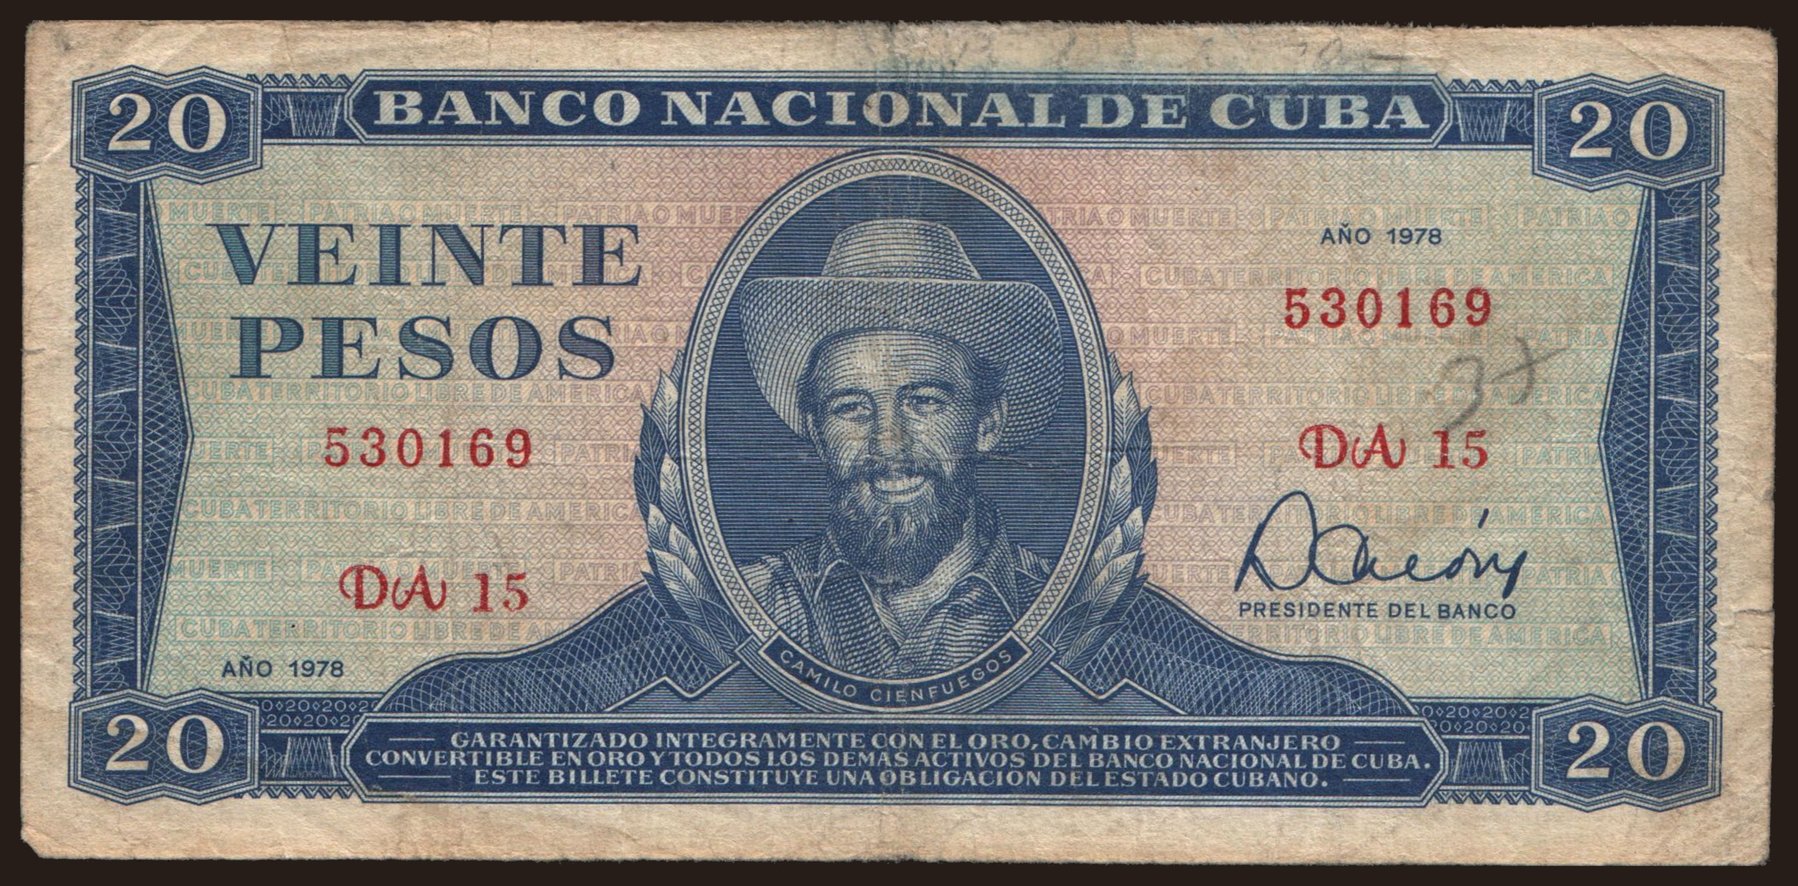 20 BANCO NACIONAL DE CUBA 20
VEINTE
PESOS
AÑO 1978
530169
530169
DA 15
DA 15
PRESIDENTE DEL BANCO
AÑO 1978
CAMILO CIENFUEGOS
20 20
GARANTIZADO INTEGRAMENTE CON EL ORO, CAMBIO EXTRANJERO
CONVERTIBLE EN ORO Y TODOS LOS DEMAS ACTIVOS DEL BANCO NACIONAL DE CUBA.
ESTE BILLETE CONSTITUYE UNA OBLIGACION DEL ESTADO CUBANO.
PATRIA O MUERTE
CUBA TERRITORIO LIBRE DE AMERICA